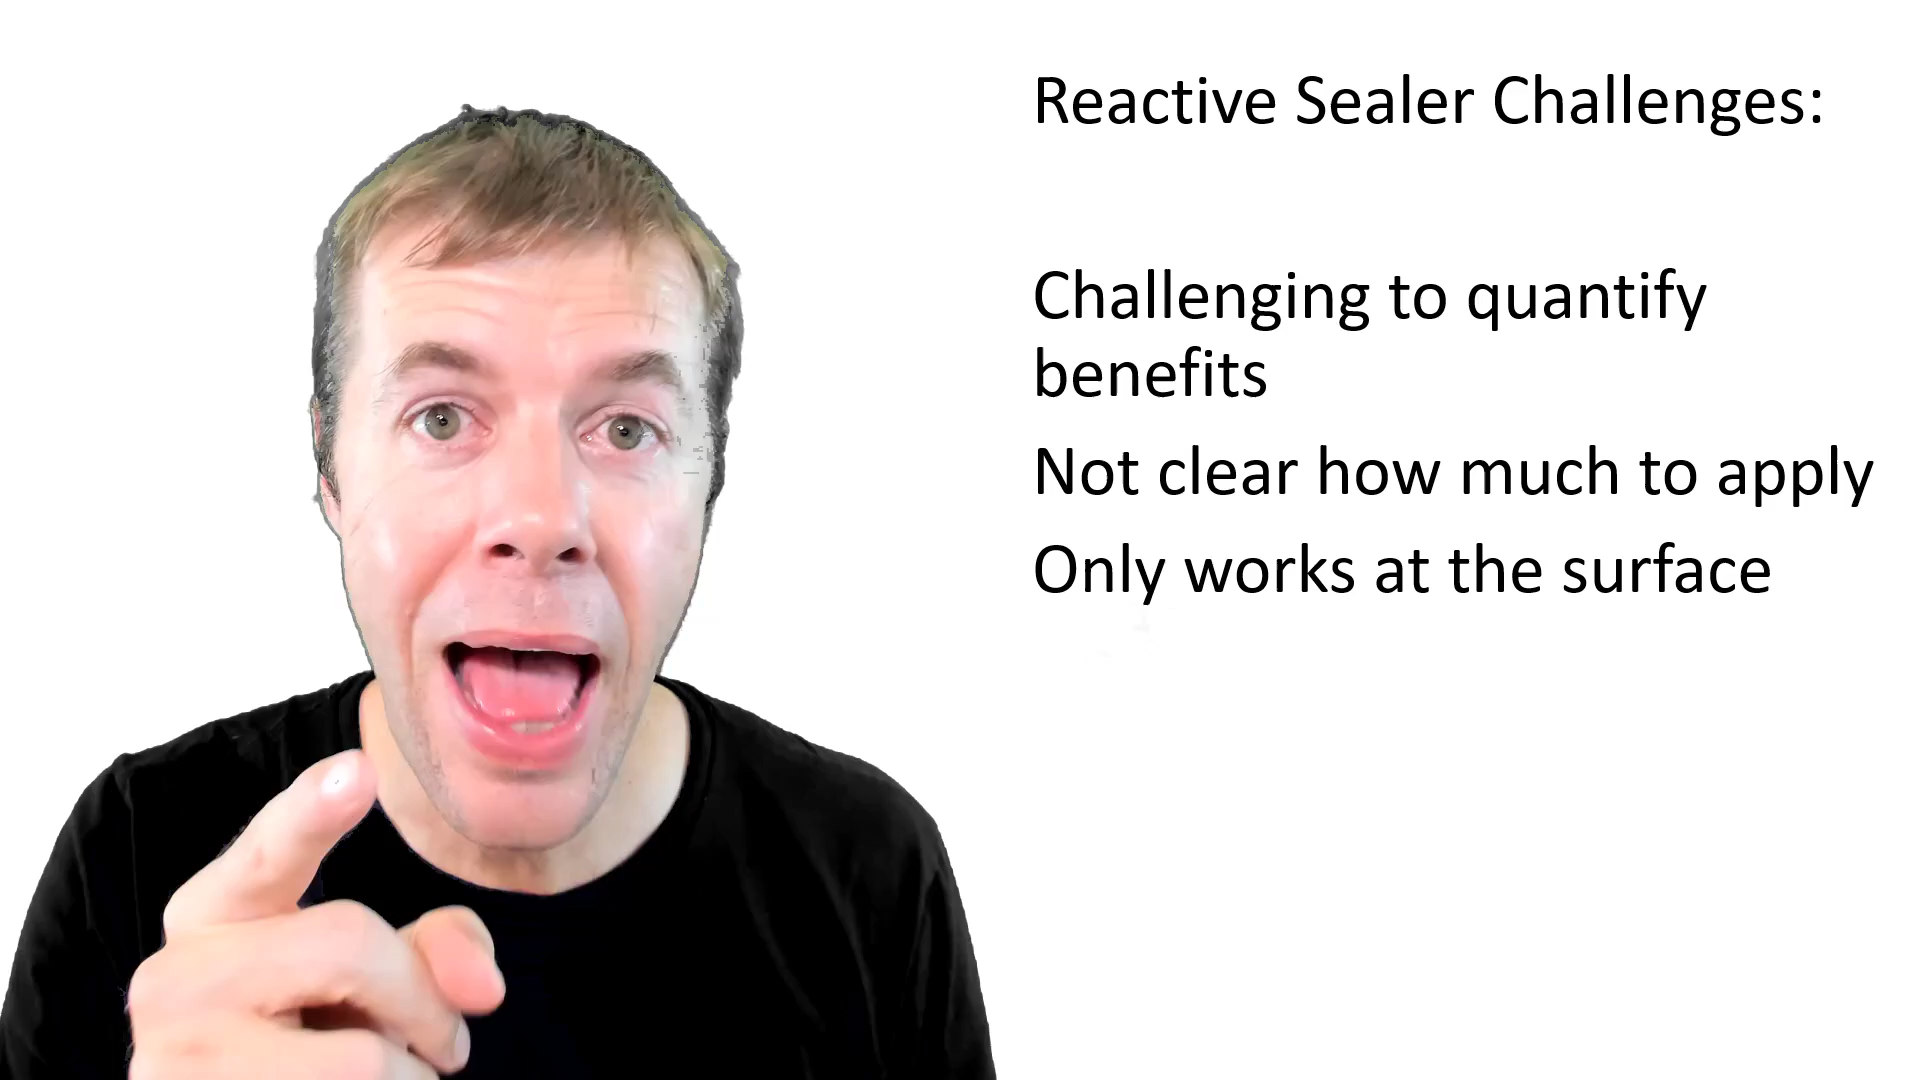 Reactive Sealer Challenges:
Challenging to quantify
benefits
Not clear how much to apply
Only works at the surface